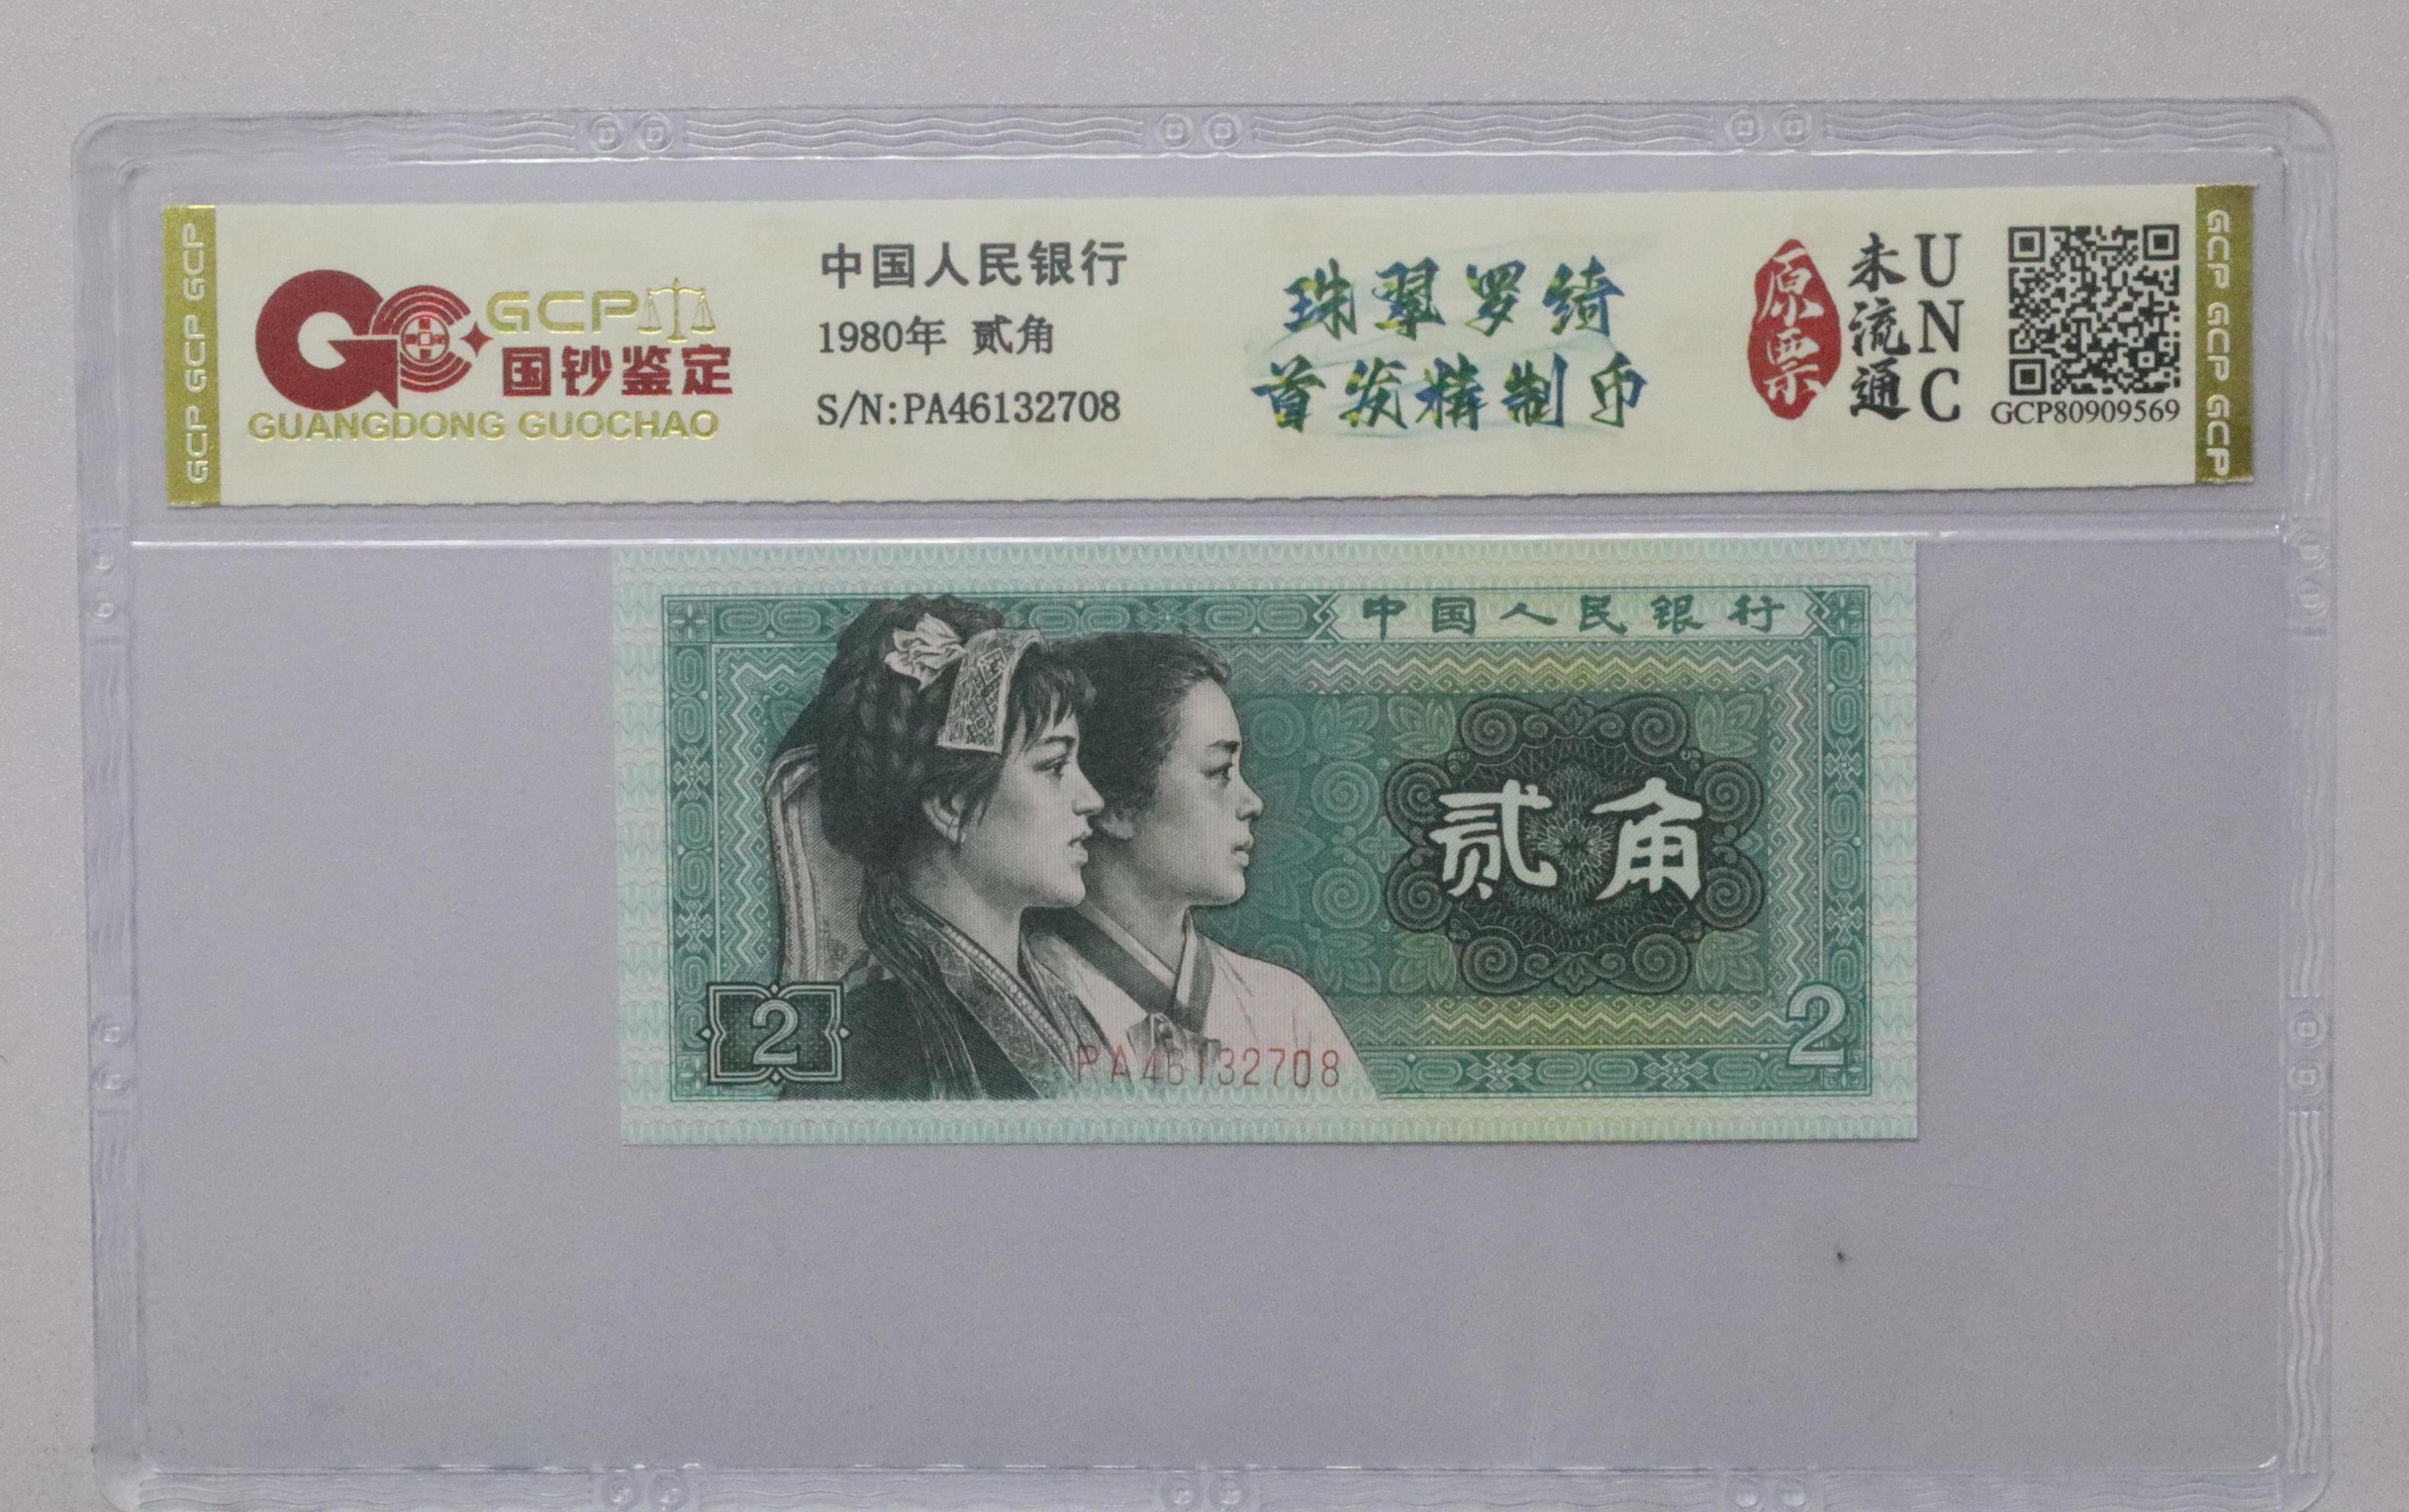 GCP GCP GCP
GCP
国钞鉴定
GUANGDONG GUOCHAO
中国人民银行
1980年 贰角
S/N:PA46132708
珠翠罗绮
首发精制币
原票
未流通
UNC
GCP80909569
GCP GCP GCP
中国人民银行
贰角
2
2
PA46132708